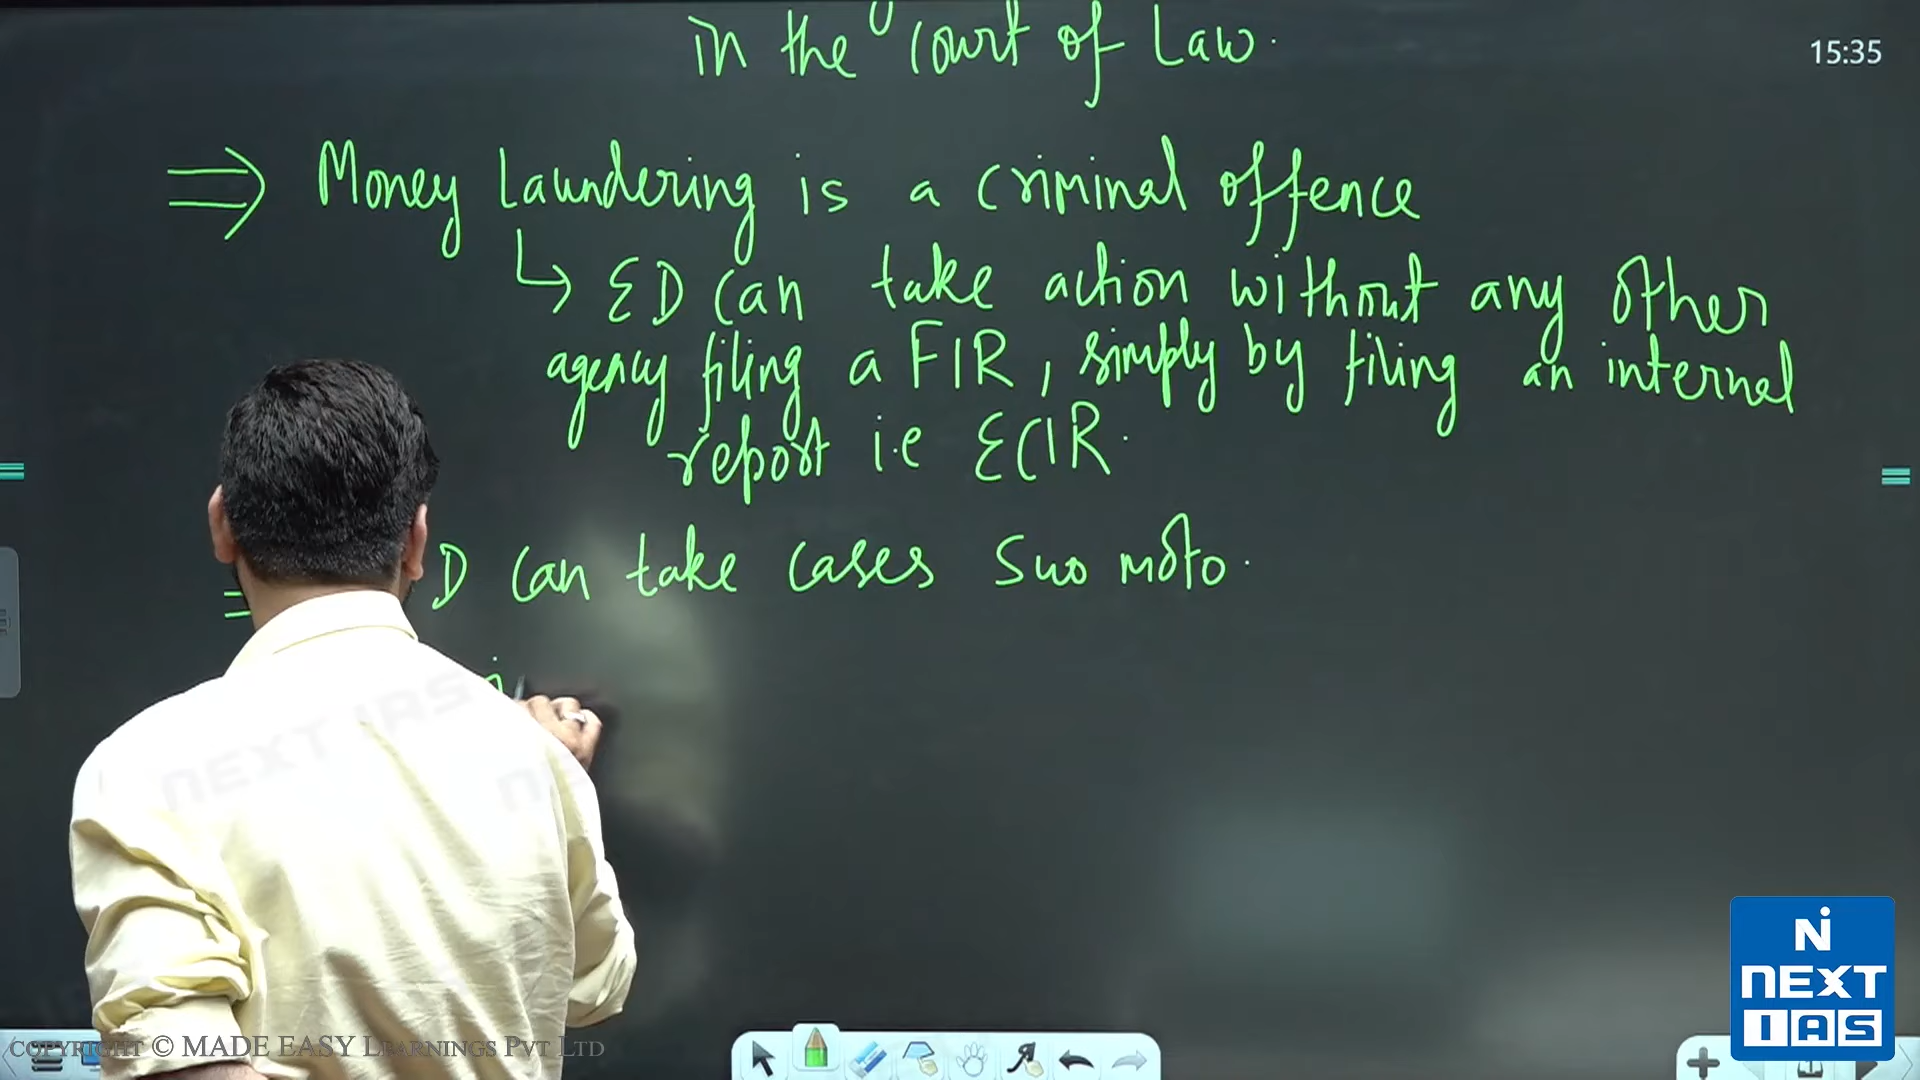 in the court of Law.
15:35
⇒ Money Laundering is a criminal offence
↳ ED can take action without any other
agency filing a FIR, simply by filing an internal
report i.e ECIR.
D can take cases Suo moto.
NEXT IAS
COPYRIGHT © MADE EASY LEARNINGS PVT LTD
N
NEXT
IAS